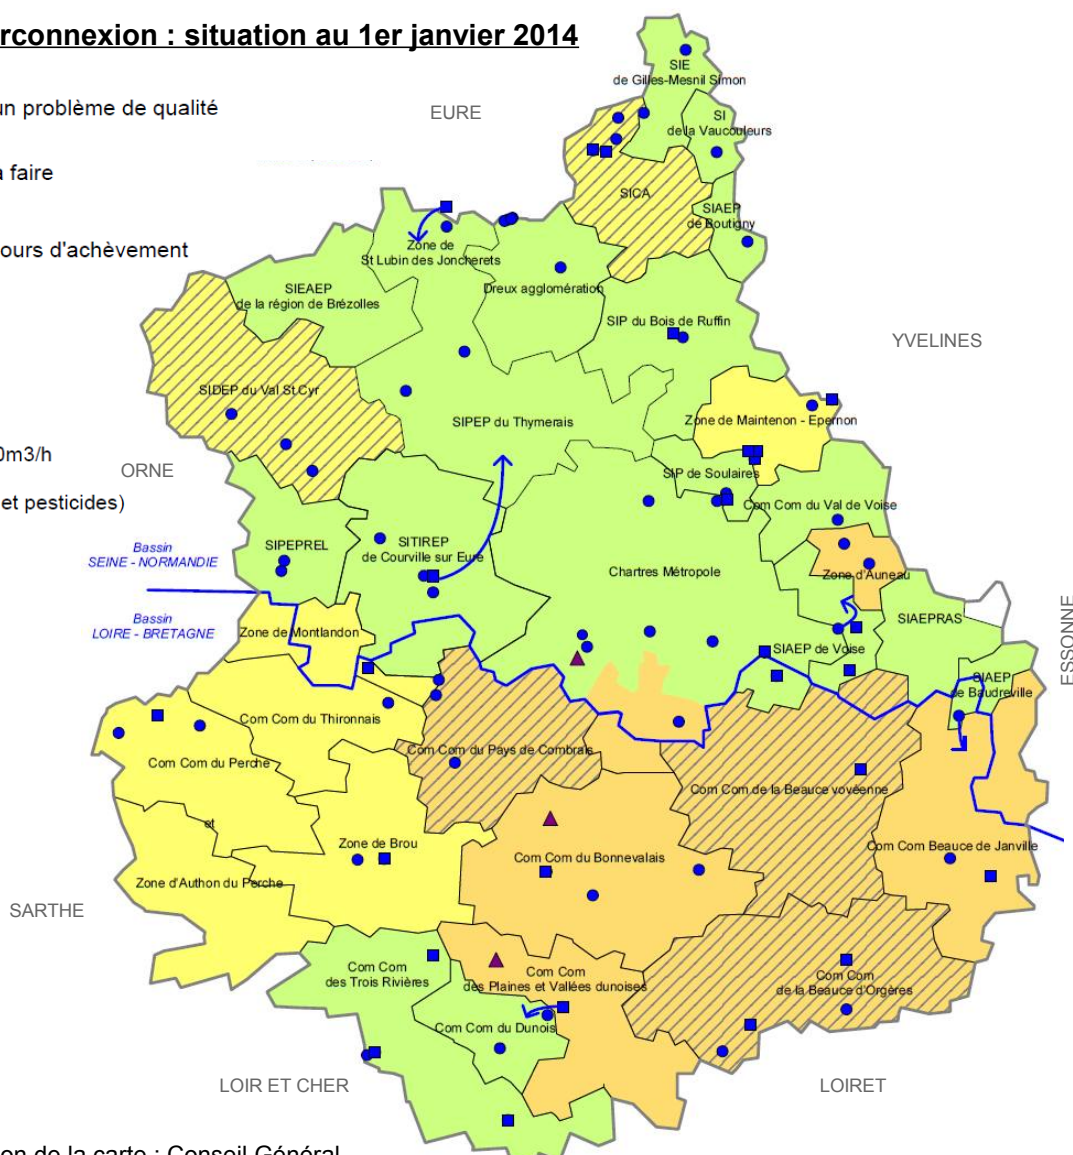 rconnexion : situation au 1er janvier 2014
un problème de qualité
à faire
ours d'achèvement
0m3/h
et pesticides)
EURE
YVELINES
ORNE
ESSONNE
SARTHE
LOIR ET CHER
LOIRET
Bassin
SEINE - NORMANDIE
Bassin
LOIRE - BRETAGNE
SIE
de Gilles-Mesnil Simon
SI
de la Vaucouleurs
SICA
SIAEP
de Boutigny
Zone de
St Lubin des Joncherets
Dreux agglomération
SIEAEP
de la région de Brézolles
SIP du Bois de Ruffin
SIDEP du Val St Cyr
SIPEP du Thymerais
Zone de Maintenon - Epernon
SIP de Soulaires
Com Com du Val de Voise
SIPEPREL
SITIREP
de Courville sur Eure
Chartres Métropole
Zone d'Auneau
SIAEPRAS
Zone de Montlandon
SIAEP de Voise
SIAEP
de Baudreville
Com Com du Thironnais
Com Com du Perche
et
Zone d'Authon du Perche
Com Com du Pays de Combrais
Com Com de la Beauce vovéenne
Zone de Brou
Com Com du Bonnevalais
Com Com Beauce de Janville
Com Com
des Trois Rivières
Com Com
des Plaines et Vallées dunoises
Com Com
de la Beauce d'Orgères
Com Com du Dunois
on de la carte : Conseil Général